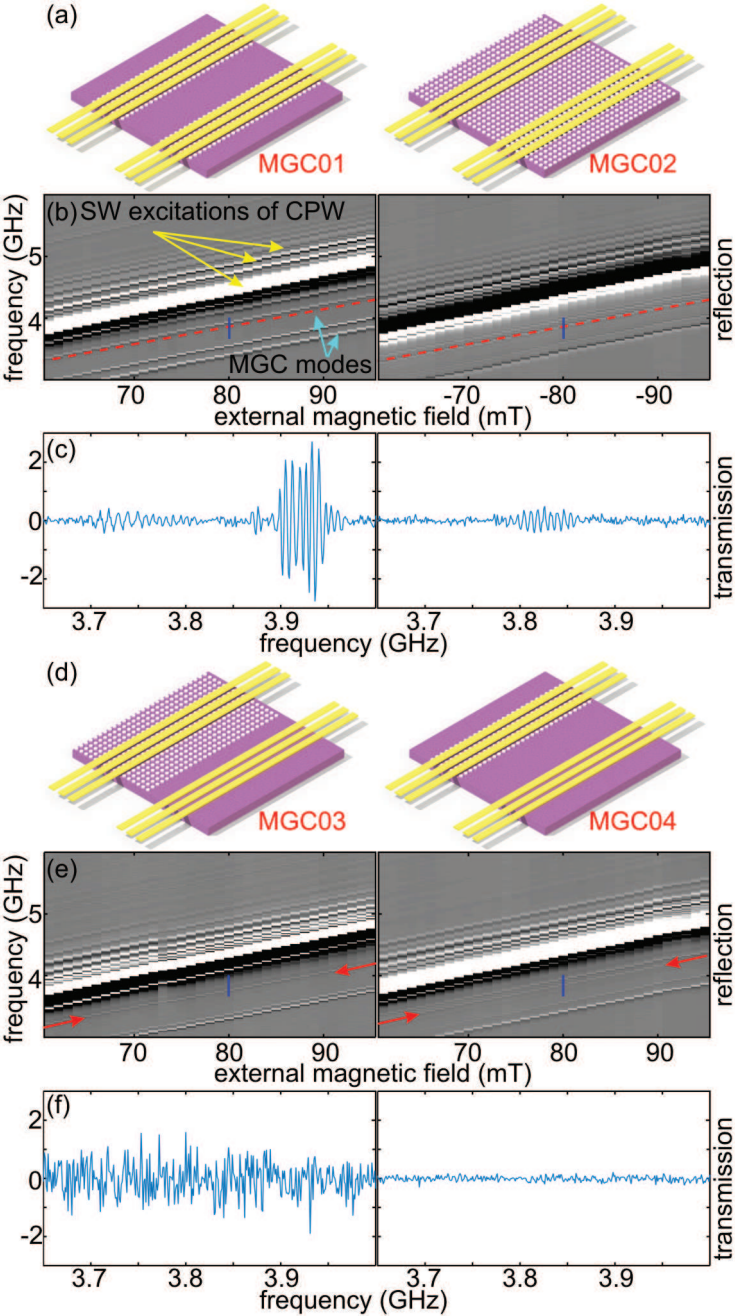 (a)
MGC01 MGC02
(b) SW excitations of CPW
frequency (GHz)
5
4
MGC modes
reflection
70 80 90 -70 -80 -90
external magnetic field (mT)
(c)
2
0
-2
transmission
3.7 3.8 3.9 3.7 3.8 3.9
frequency (GHz)
(d)
MGC03 MGC04
(e)
frequency (GHz)
5
4
reflection
70 80 90 70 80 90
external magnetic field (mT)
(f)
2
0
-2
transmission
3.7 3.8 3.9 3.7 3.8 3.9
frequency (GHz)